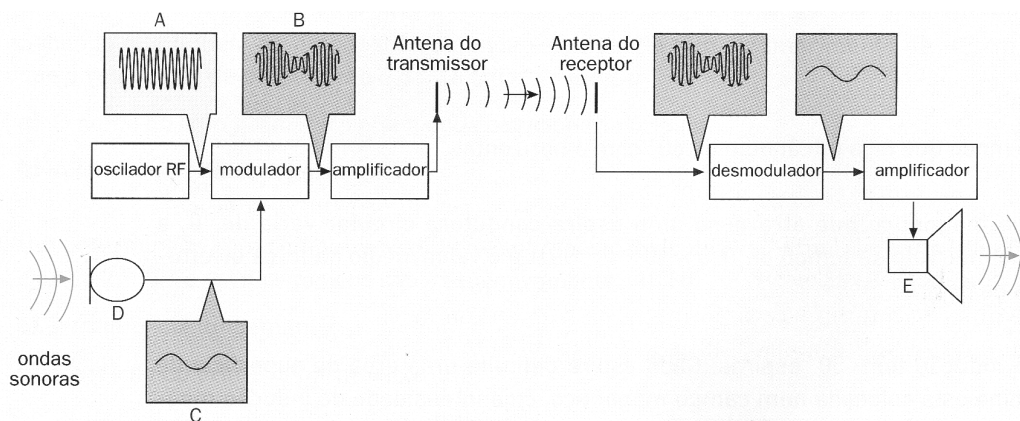 A
B
Antena do
transmissor
Antena do
receptor
oscilador RF
modulador
amplificador
desmodulador
amplificador
D
E
ondas
sonoras
C